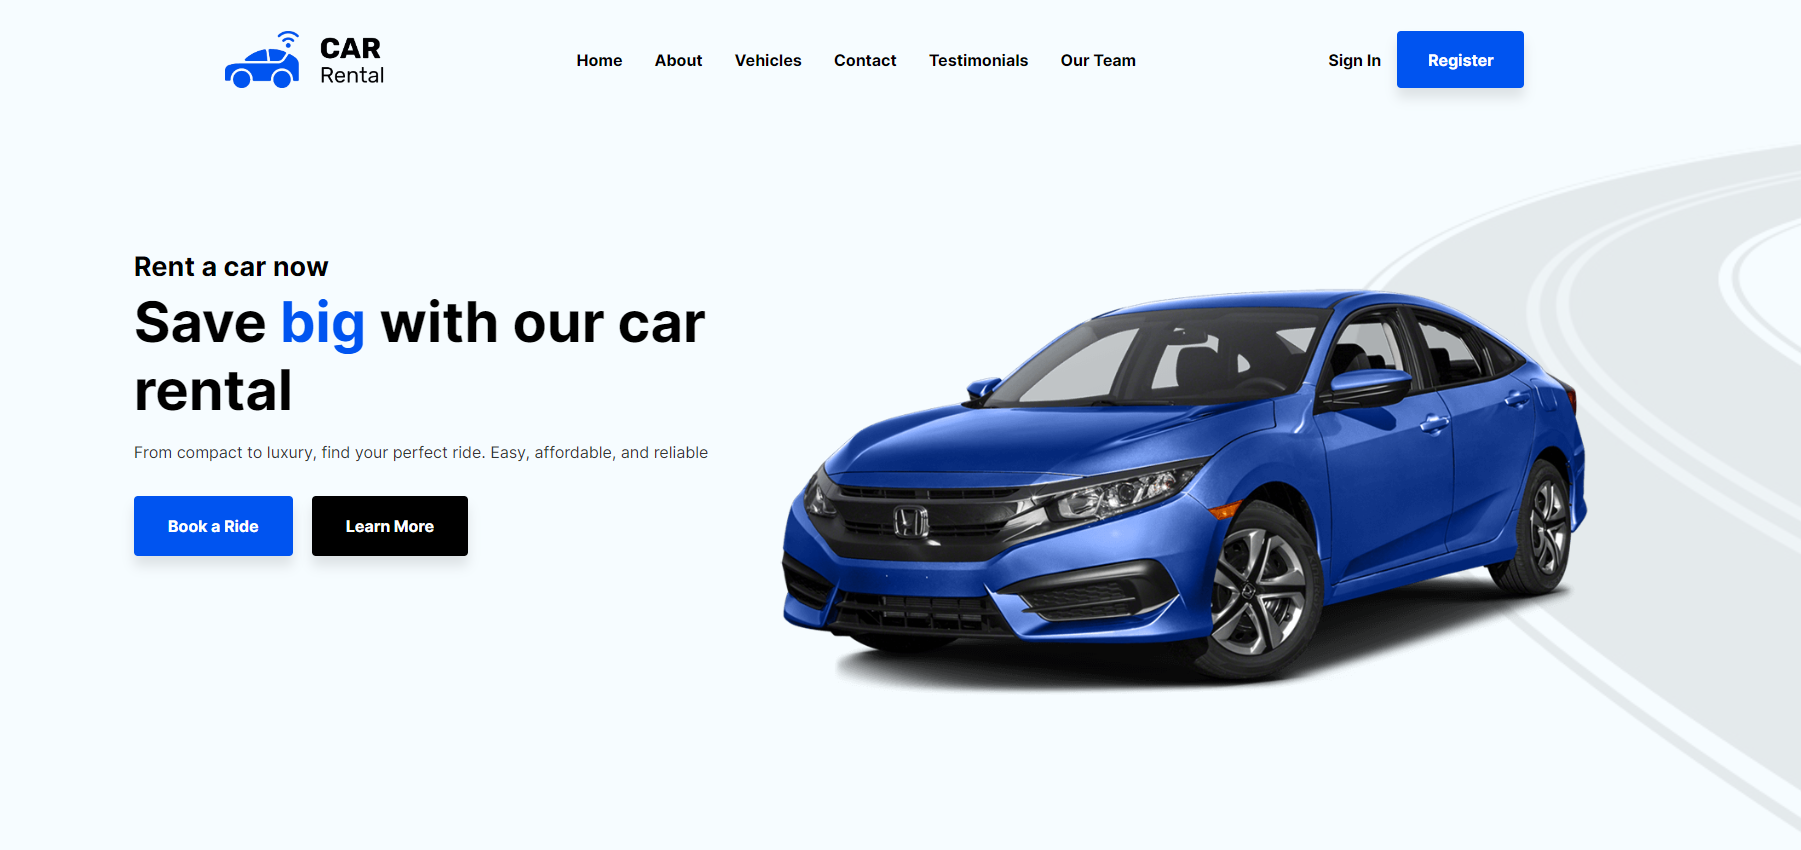 CAR
Rental
Home About Vehicles Contact Testimonials Our Team
Sign In Register
Rent a car now
Save big with our car
rental
From compact to luxury, find your perfect ride. Easy, affordable, and reliable
Book a Ride Learn More